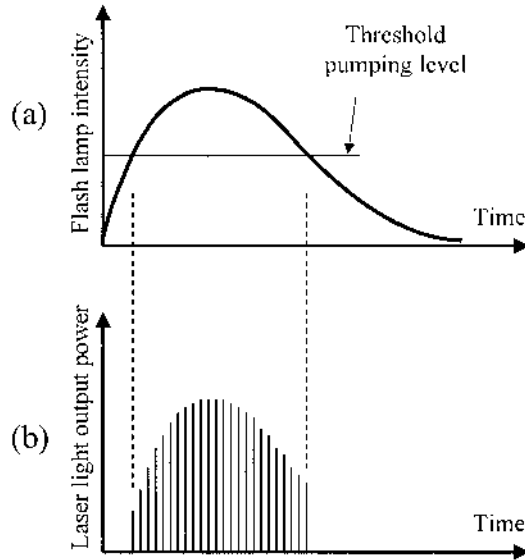 Threshold
pumping level
(a)
Flash lamp intensity
Time
(b)
Laser light output power
Time